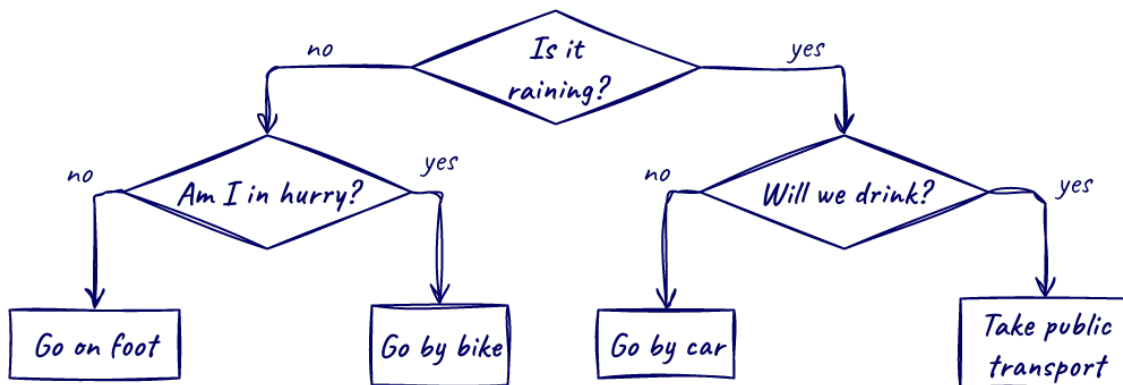 Is it
raining?
no
yes
Am I in hurry?
no
yes
Will we drink?
no
yes
Go on foot
Go by bike
Go by car
Take public
transport